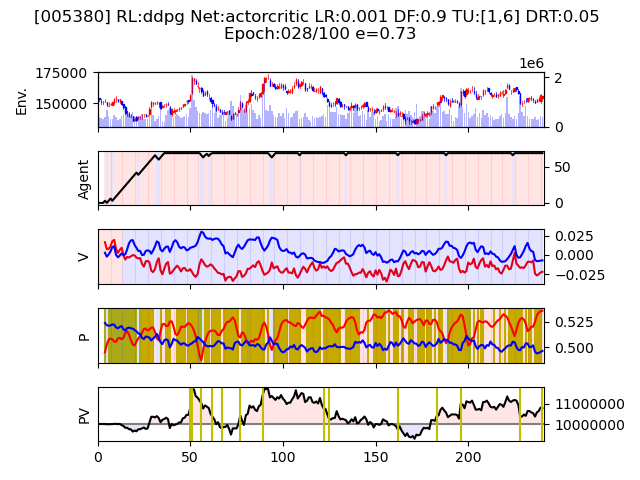 [005380] RL:ddpg Net:actorcritic LR:0.001 DF:0.9 TU:[1,6] DRT:0.05
Epoch:028/100 e=0.73
1e6
175000
150000
Env.
2
0
Agent
50
0
V
0.025
0.000
−0.025
P
0.525
0.500
PV
11000000
10000000
0
50
100
150
200